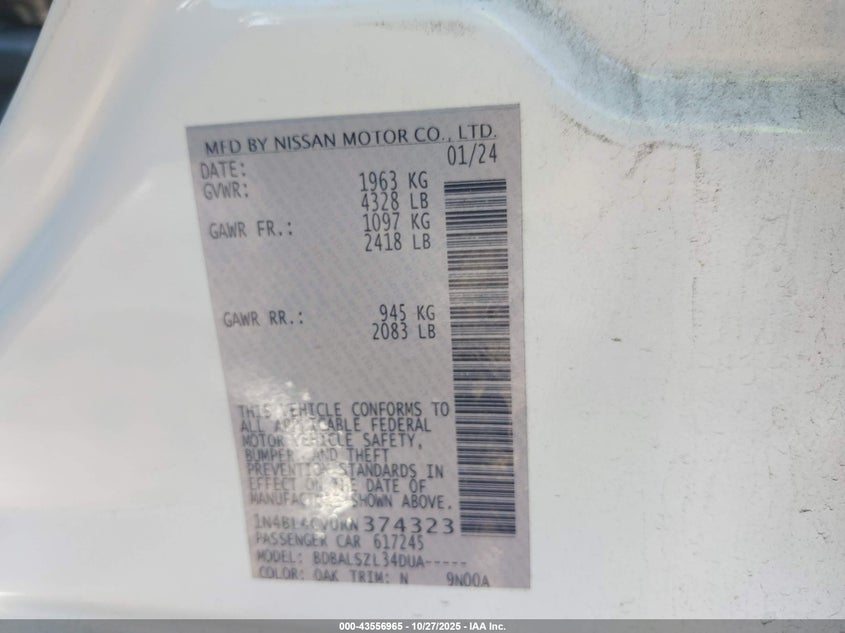 MFD BY NISSAN MOTOR CO., LTD.
DATE: 01/24
GVWR: 1963 KG
4328 LB
GAWR FR.: 1097 KG
2418 LB
GAWR RR.: 945 KG
2083 LB
THIS VEHICLE CONFORMS TO
ALL APPLICABLE FEDERAL
MOTOR VEHICLE SAFETY,
BUMPER, AND THEFT
PREVENTION STANDARDS IN
EFFECT ON THE DATE OF
MANUFACTURE SHOWN ABOVE.
1N4BL4CV0RN374323
PASSENGER CAR 617245
MODEL: BDBALSZL34DUA-----
COLOR: QAK TRIM: N 9N00A
000-43556965 | 10/27/2025 - IAA Inc.